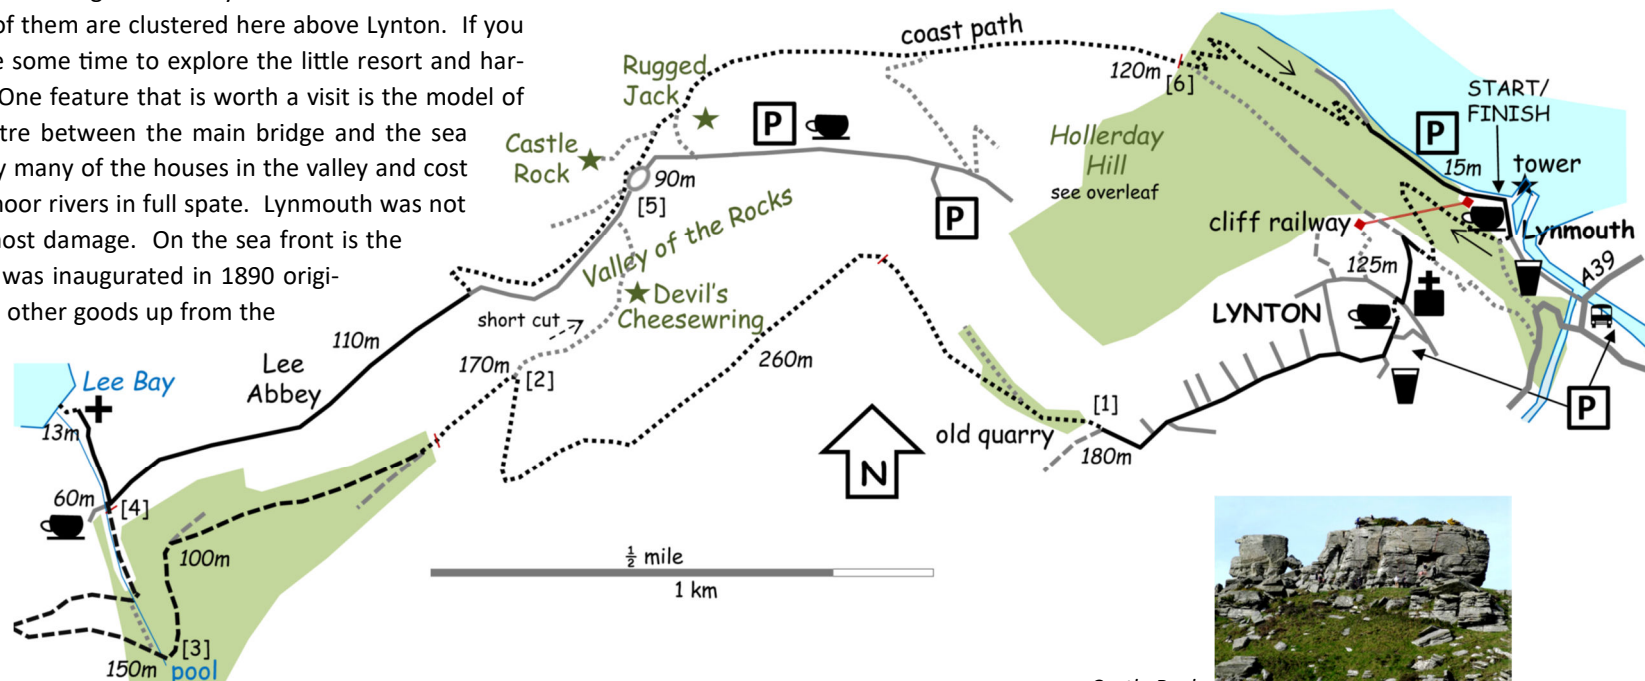 of them are clustered here above Lynton. If you
some time to explore the little resort and har-
One feature that is worth a visit is the model of
between the main bridge and the sea
many of the houses in the valley and cost
rivers in full spate. Lynmouth was not
damage. On the sea front is the
was inaugurated in 1890 origi-
other goods up from the
coast path
Rugged
Jack
Castle
Rock
P
90m
[5]
Valley of the Rocks
Devil's
Cheesewring
short cut
170m
[2]
110m
Lee
Abbey
Lee Bay
13m
60m
[4]
100m
150m
[3]
pool
260m
P
120m
[6]
Hollerday
Hill
see overleaf
START/
FINISH
P
15m
tower
cliff railway
Lynmouth
125m
A39
LYNTON
P
[1]
old quarry
180m
N
½ mile
1 km